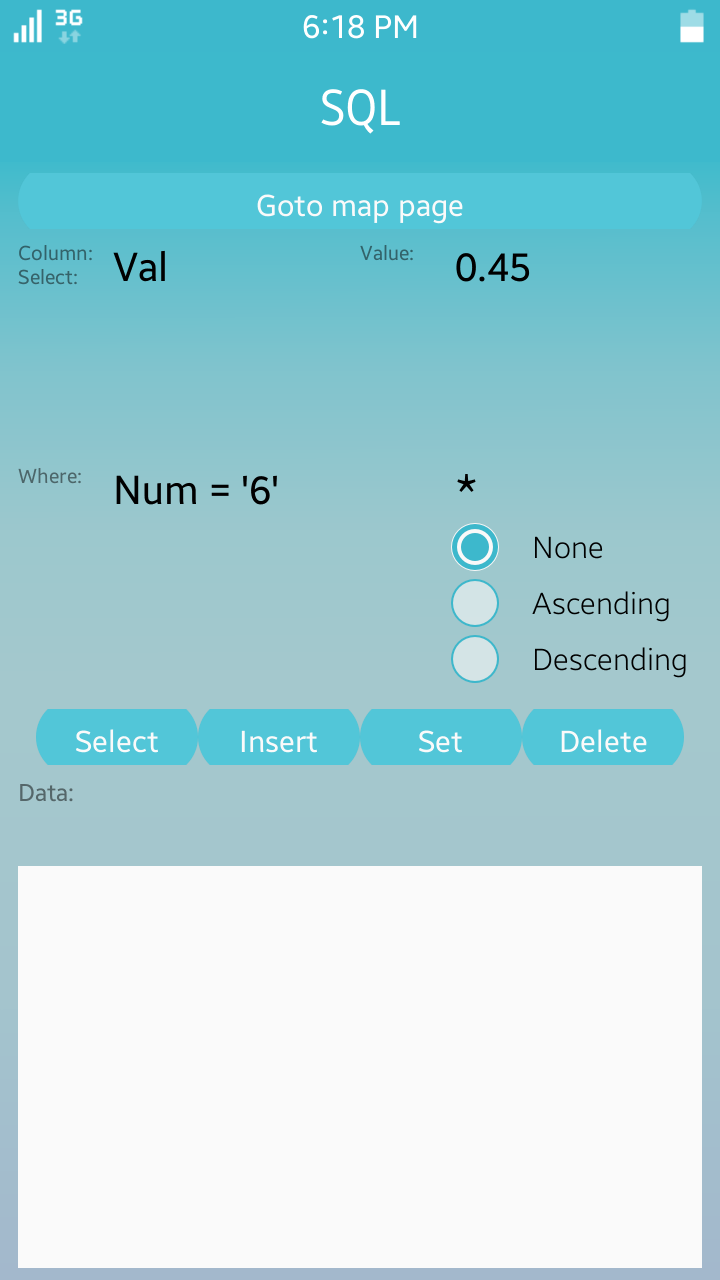 3G
6:18 PM
SQL
Goto map page
Column: Val Value: 0.45
Select:
Where: Num = '6' *
None
Ascending
Descending
Select Insert Set Delete
Data: